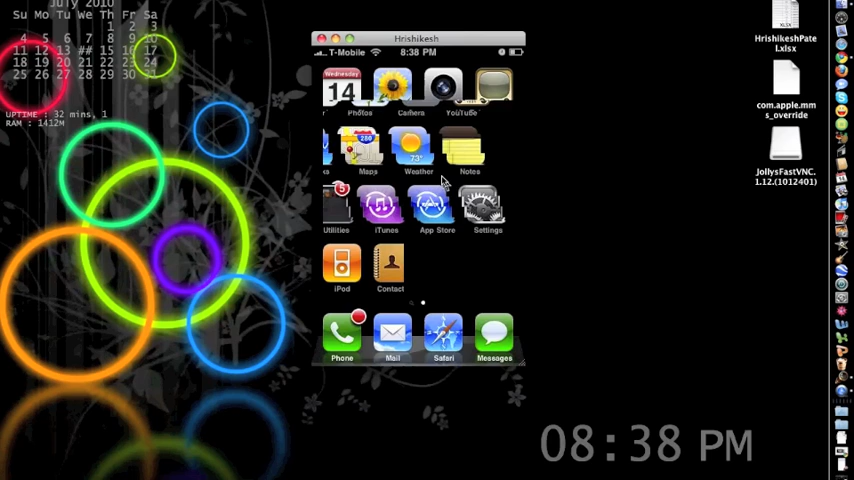 July 2010
Su Mo Tu We Th Fr Sa
1 2 3
4 5 6 7 8 9 10
11 12 13 ## 15 16 17
18 19 20 21 22 23 24
25 26 27 28 29 30 31
UPTIME : 32 mins, 1
RAM : 1412M
Hrishikesh
T-Mobile 8:38 PM
Wednesday
14
Photos Camera YouTube
280
73°
Maps Weather Notes
5
Utilities iTunes App Store Settings
iPod Contact
Phone Mail Safari Messages
08:38 PM
HrishikeshPate
l.xlsx
com.apple.mm
s_override
JollysFastVNC.
1.12.(1012401)